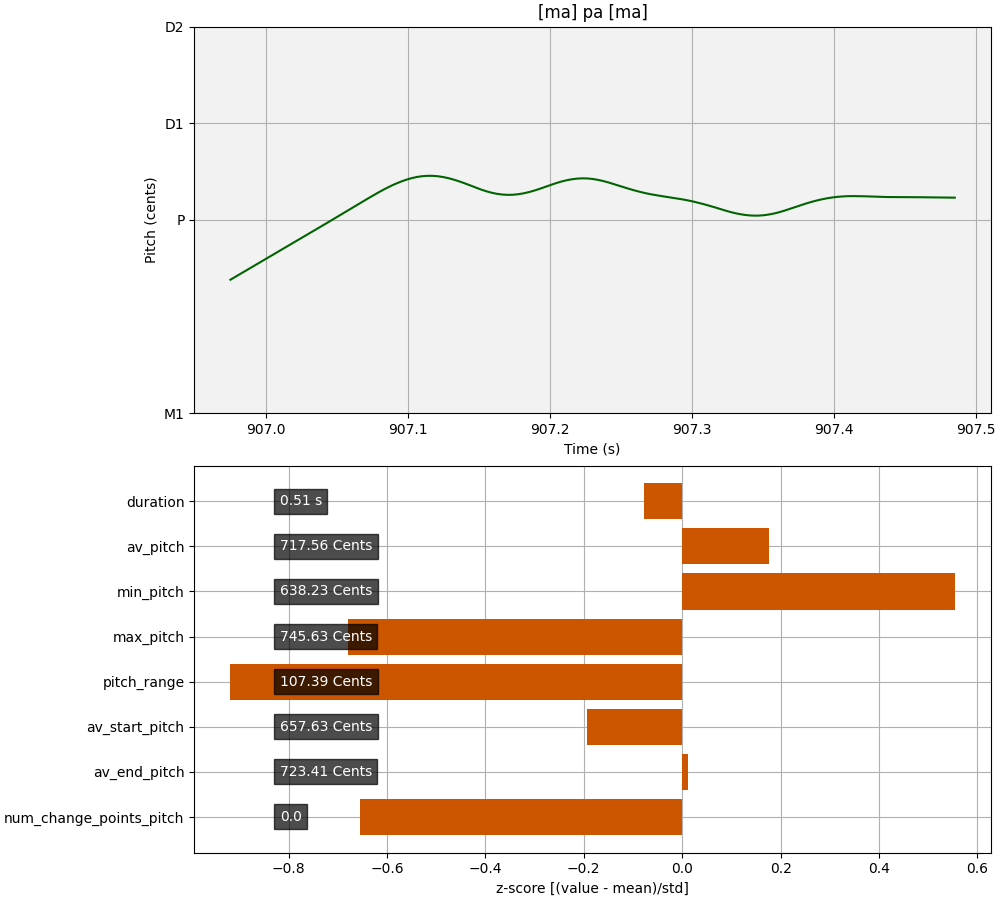 [ma] pa [ma]
D2
D1
P
M1
Pitch (cents)
907.0 907.1 907.2 907.3 907.4 907.5
Time (s)
duration 0.51 s
av_pitch 717.56 Cents
min_pitch 638.23 Cents
max_pitch 745.63 Cents
pitch_range 107.39 Cents
av_start_pitch 657.63 Cents
av_end_pitch 723.41 Cents
num_change_points_pitch 0.0
−0.8 −0.6 −0.4 −0.2 0.0 0.2 0.4 0.6
z-score [(value - mean)/std]